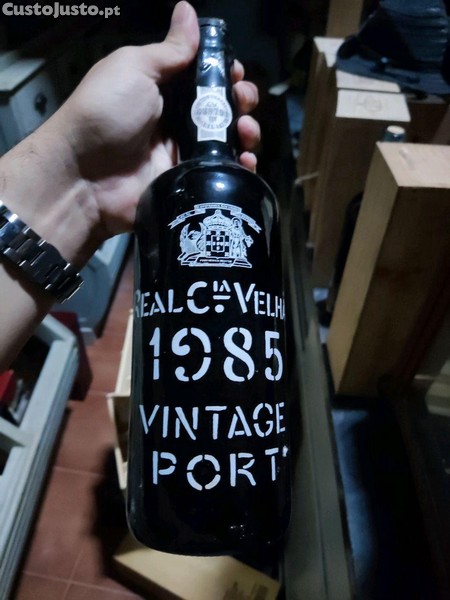 CustoJusto.pt
REAL Cᴵᴬ VELHA
1985
VINTAGE
PORT